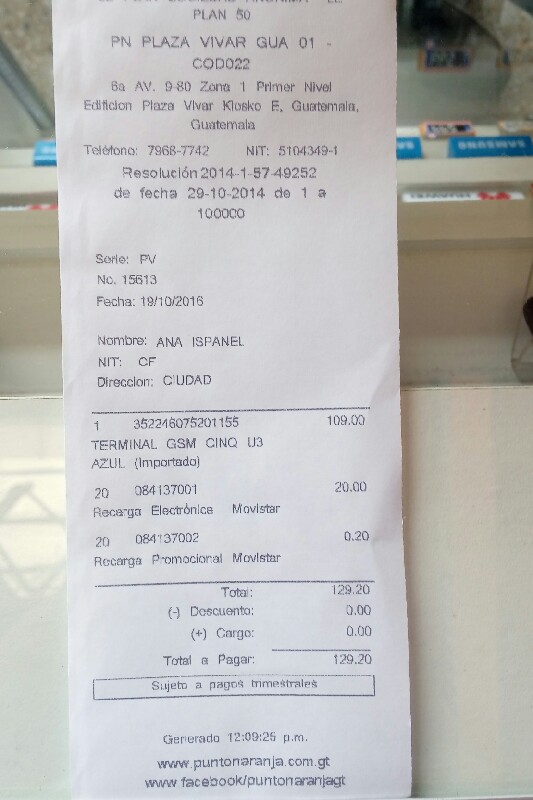 PLAN 50
PN PLAZA VIVAR GUA 01 -
COD022
6a AV. 9-80 Zona 1 Primer Nivel
Edificion Plaza Vivar Kiosko E, Guatemala,
Guatemala
Teléfono: 7968-7742 NIT: 5104349-1
Resolución 2014-1-57-49252
de fecha 29-10-2014 de 1 a
100000
Serie: PV
No. 15613
Fecha: 19/10/2016
Nombre: ANA ISPANEL
NIT: CF
Direccion: CIUDAD
1 352246075201155 109.00
TERMINAL GSM CINQ U3
AZUL (Importado)
20 084137001 20.00
Recarga Electrónica Movistar
20 084137002 0.20
Recarga Promocional Movistar
Total: 129.20
(-) Descuento: 0.00
(+) Cargo: 0.00
Total a Pagar: 129.20
Sujeto a pagos trimestrales
Generado 12:09:25 p.m.
www.puntonaranja.com.gt
www.facebook/puntonaranjagt
SAMSUNG
HUAWEI